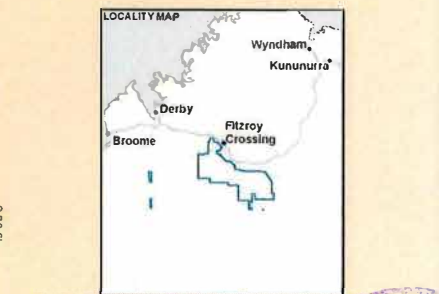 LOCALITY MAP
Wyndham
Kununurra
Derby
Fitzroy
Crossing
Broome